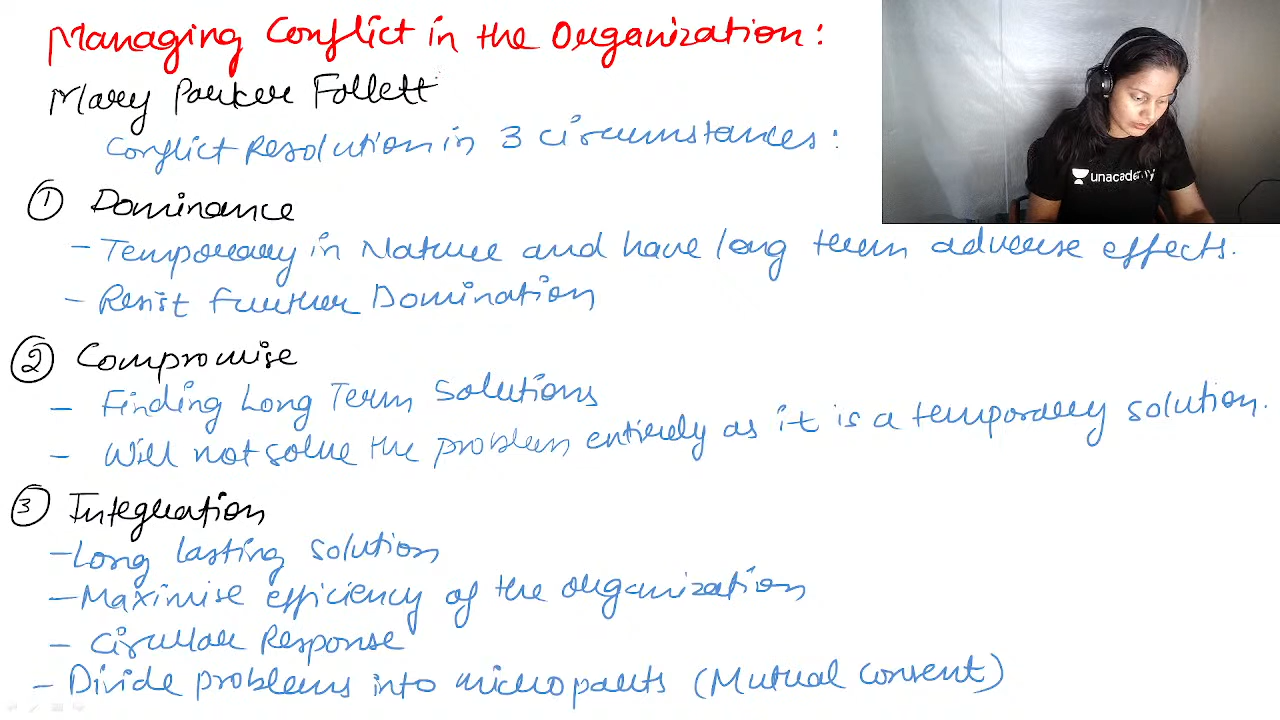 Managing Conflict in the Organization:
Mary Parker Follett
Conflict Resolution in 3 Circumstances:
① Dominance
- Temporary in Nature and have long term adverse effects.
- Resist Further Domination
② Compromise
- Finding Long Term Solutions
- Will not solve the problem entirely as it is a temporary solution.
③ Integration
- Long lasting solution
- Maximise efficiency of the organization
- Circular Response
- Divide problems into micro parts (Mutual consent)
unacademy